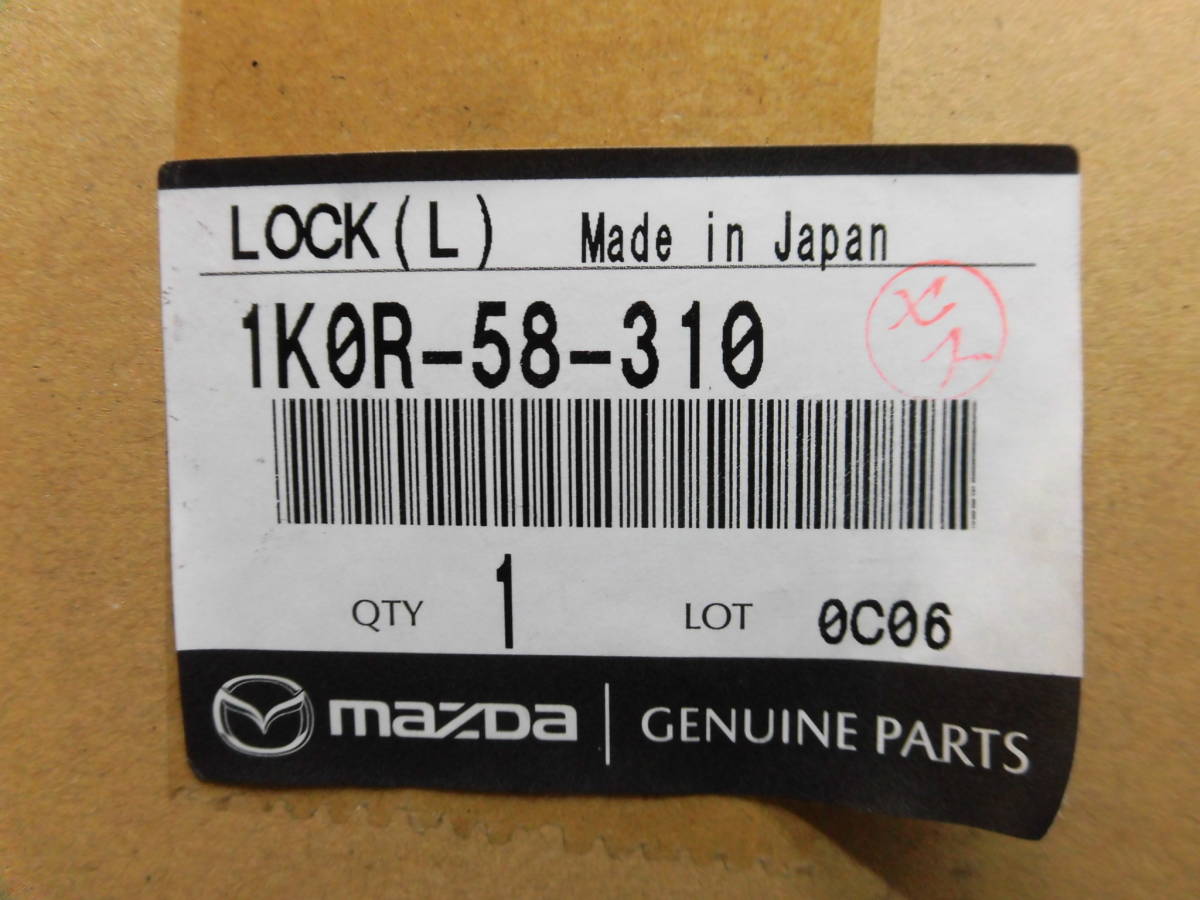 LOCK(L) Made in Japan
1K0R-58-310
QTY 1 LOT 0C06
mazda GENUINE PARTS